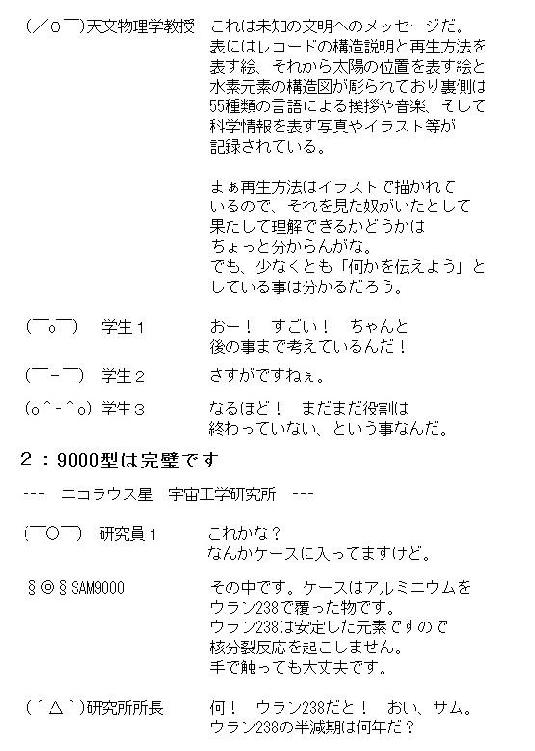 (／ｏ￣)天文物理学教授　これは未知の文明へのメッセージだ。
表にはレコードの構造説明と再生方法を
表す絵、それから太陽の位置を表す絵と
水素元素の構造図が彫られており裏側は
55種類の言語による挨拶や音楽、そして
科学情報を表す写真やイラスト等が
記録されている。
まぁ再生方法はイラストで描かれて
いるので、それを見た奴がいたとして
果たして理解できるかどうかは
ちょっと分からんがな。
でも、少なくとも「何かを伝えよう」と
している事は分かるだろう。
(￣o￣)　学生１　おー！　すごい！　ちゃんと
後の事まで考えているんだ！
(￣－￣)　学生２　さすがですねぇ。
(o＾-＾o)　学生３　なるほど！　まだまだ役割は
終わっていない、という事なんだ。
２：9000型は完璧です
---　ニコラウス星　宇宙工学研究所　---
(￣〇￣)　研究員１　これかな？
なんかケースに入ってますけど。
§◎§SAM9000　その中です。ケースはアルミニウムを
ウラン238で覆った物です。
ウラン238は安定した元素ですので
核分裂反応を起こしません。
手で触っても大丈夫です。
(´△｀)研究所所長　何！　ウラン238だと！　おい、サム。
ウラン238の半減期は何年だ？